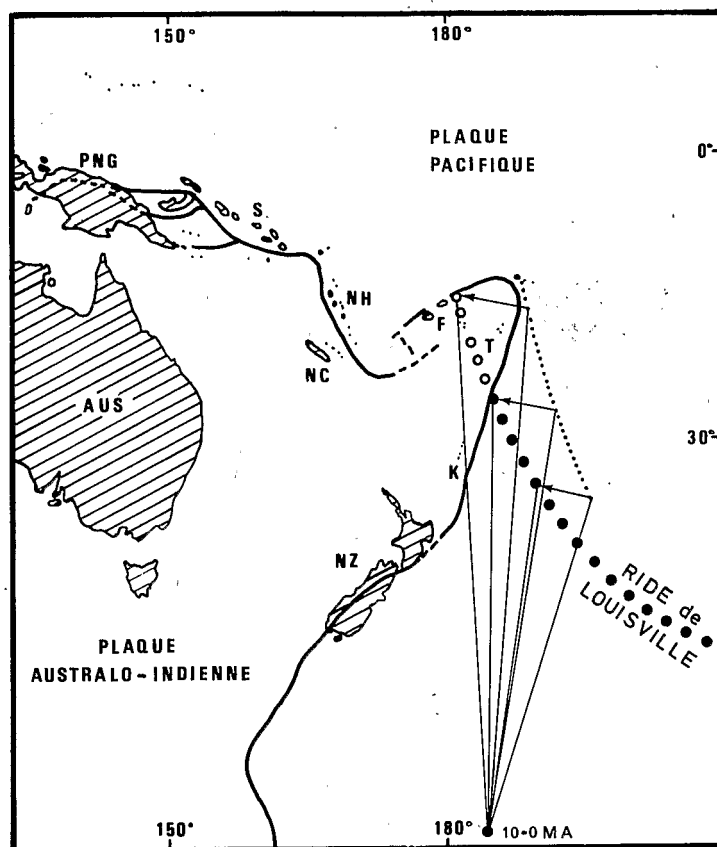 150°
180°
PLAQUE
PACIFIQUE
0°
PNG
S
NH
F
T
NC
AUS
30°
K
NZ
RIDE de
LOUISVILLE
PLAQUE
AUSTRALO-INDIENNE
150°
180°
10-0 MA